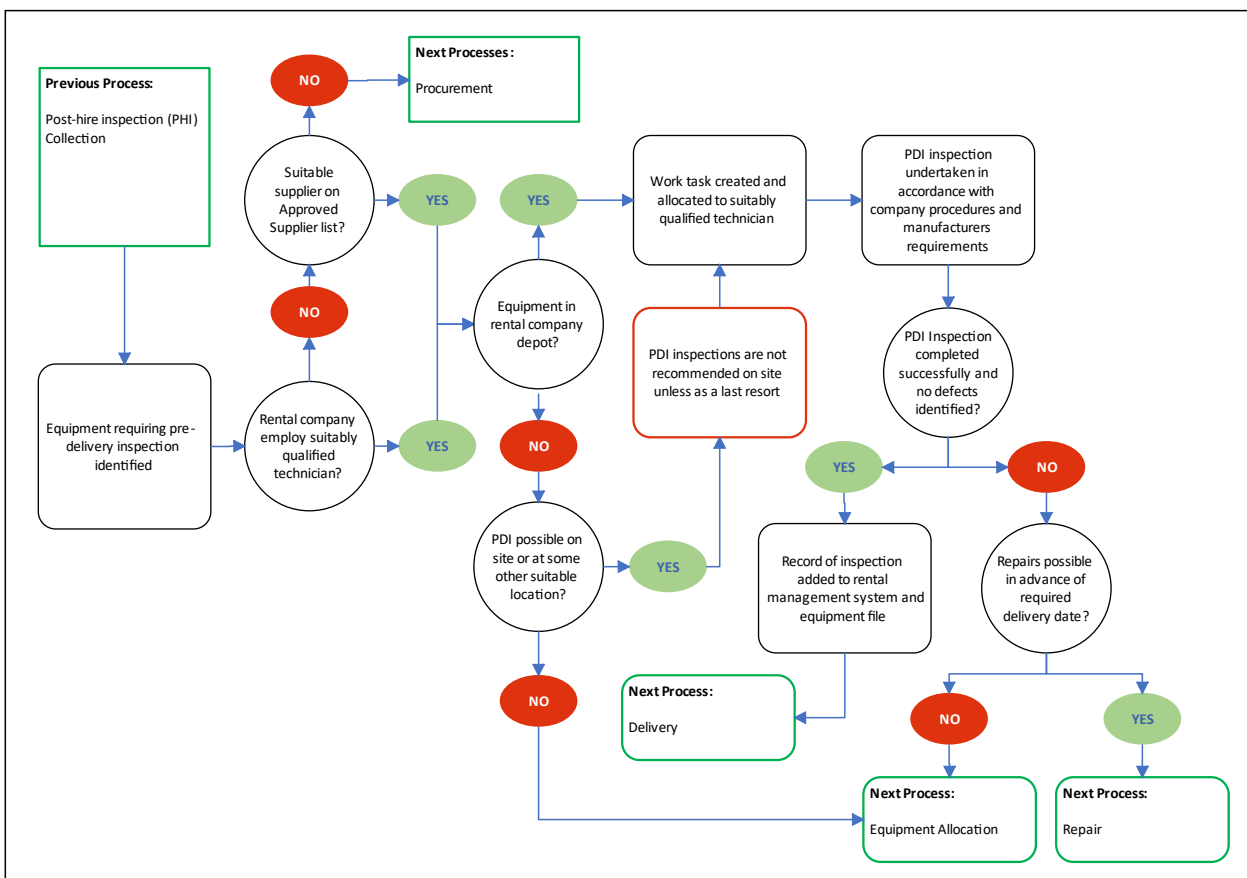 Previous Process:
Post-hire inspection (PHI)
Collection
NO
Next Processes:
Procurement
Suitable
supplier on
Approved
Supplier list?
YES
NO
Equipment requiring pre-
delivery inspection
identified
Rental company
employ suitably
qualified
technician?
YES
Equipment in
rental company
depot?
YES
NO
PDI possible on
site or at some
other suitable
location?
YES
NO
PDI inspections are not
recommended on site
unless as a last resort
Work task created and
allocated to suitably
qualified technician
PDI inspection
undertaken in
accordance with
company procedures and
manufacturers
requirements
PDI Inspection
completed
successfully and
no defects
identified?
YES
NO
Record of inspection
added to rental
management system and
equipment file
Repairs possible
in advance of
required
delivery date?
Next Process:
Delivery
NO
YES
Next Process:
Equipment Allocation
Next Process:
Repair